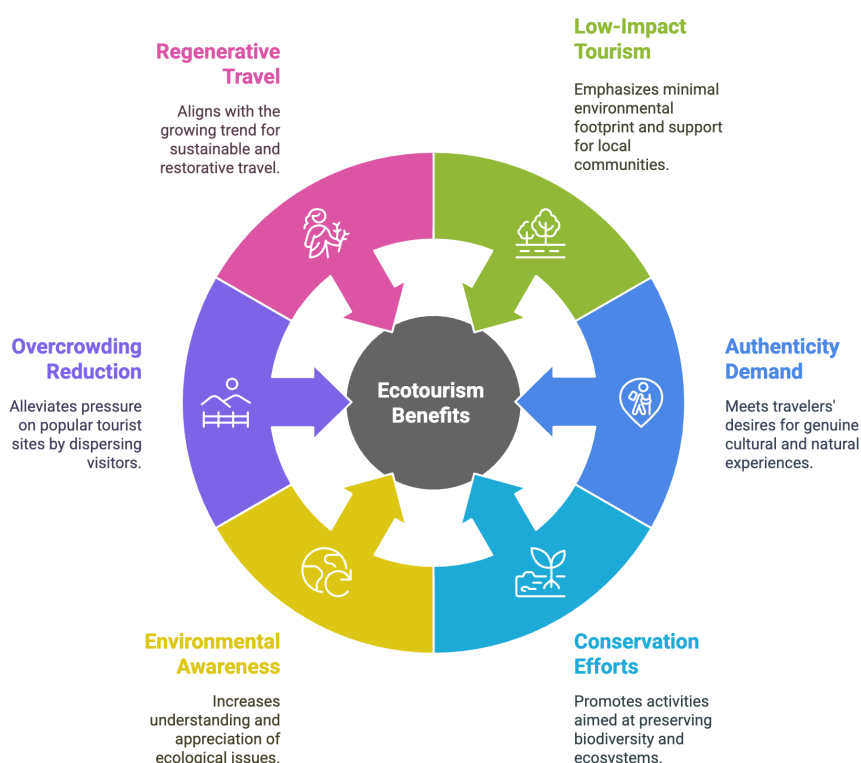 Low-Impact
Tourism
Emphasizes minimal
environmental
footprint and support
for local
communities.
Authenticity
Demand
Meets travelers'
desires for genuine
cultural and natural
experiences.
Conservation
Efforts
Promotes activities
aimed at preserving
biodiversity and
ecosystems.
Environmental
Awareness
Increases
understanding and
appreciation of
ecological issues.
Overcrowding
Reduction
Alleviates pressure
on popular tourist
sites by dispersing
visitors.
Regenerative
Travel
Aligns with the
growing trend for
sustainable and
restorative travel.
Ecotourism
Benefits